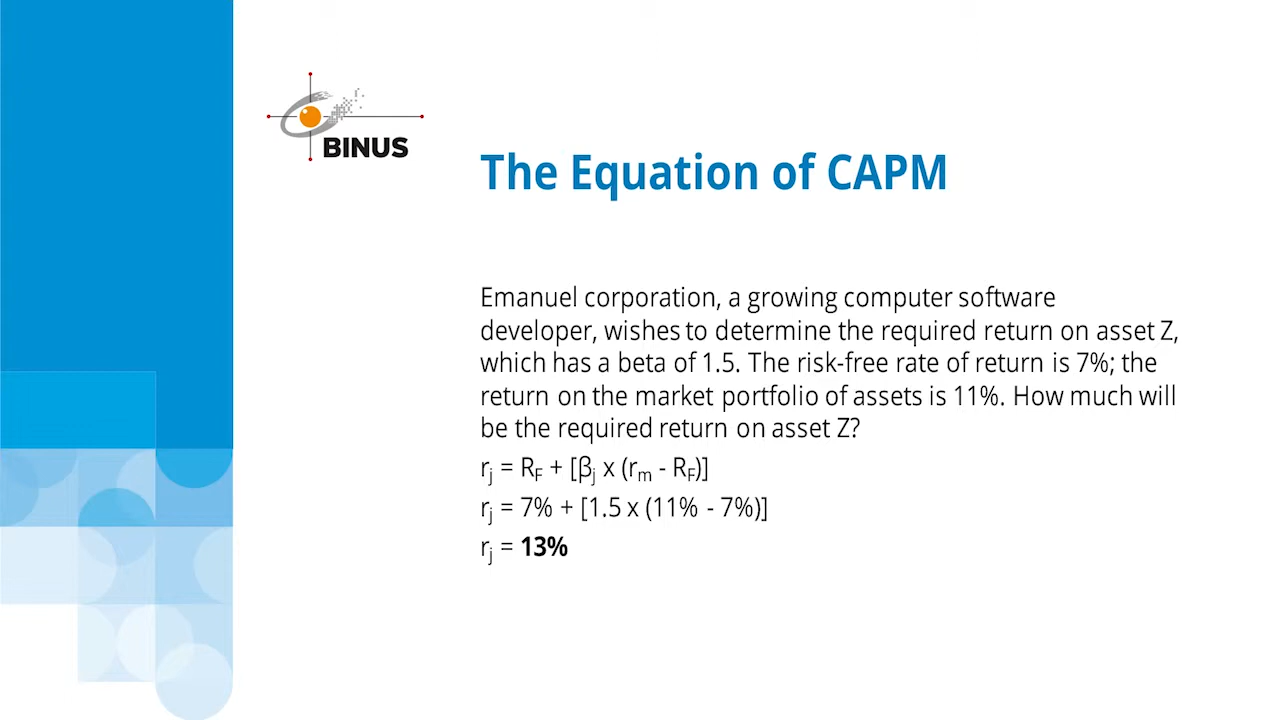 BINUS
The Equation of CAPM
Emanuel corporation, a growing computer software
developer, wishes to determine the required return on asset Z,
which has a beta of 1.5. The risk-free rate of return is 7%; the
return on the market portfolio of assets is 11%. How much will
be the required return on asset Z?
rⱼ = R_F + [βⱼ x (rₘ - R_F)]
rⱼ = 7% + [1.5 x (11% - 7%)]
rⱼ = 13%